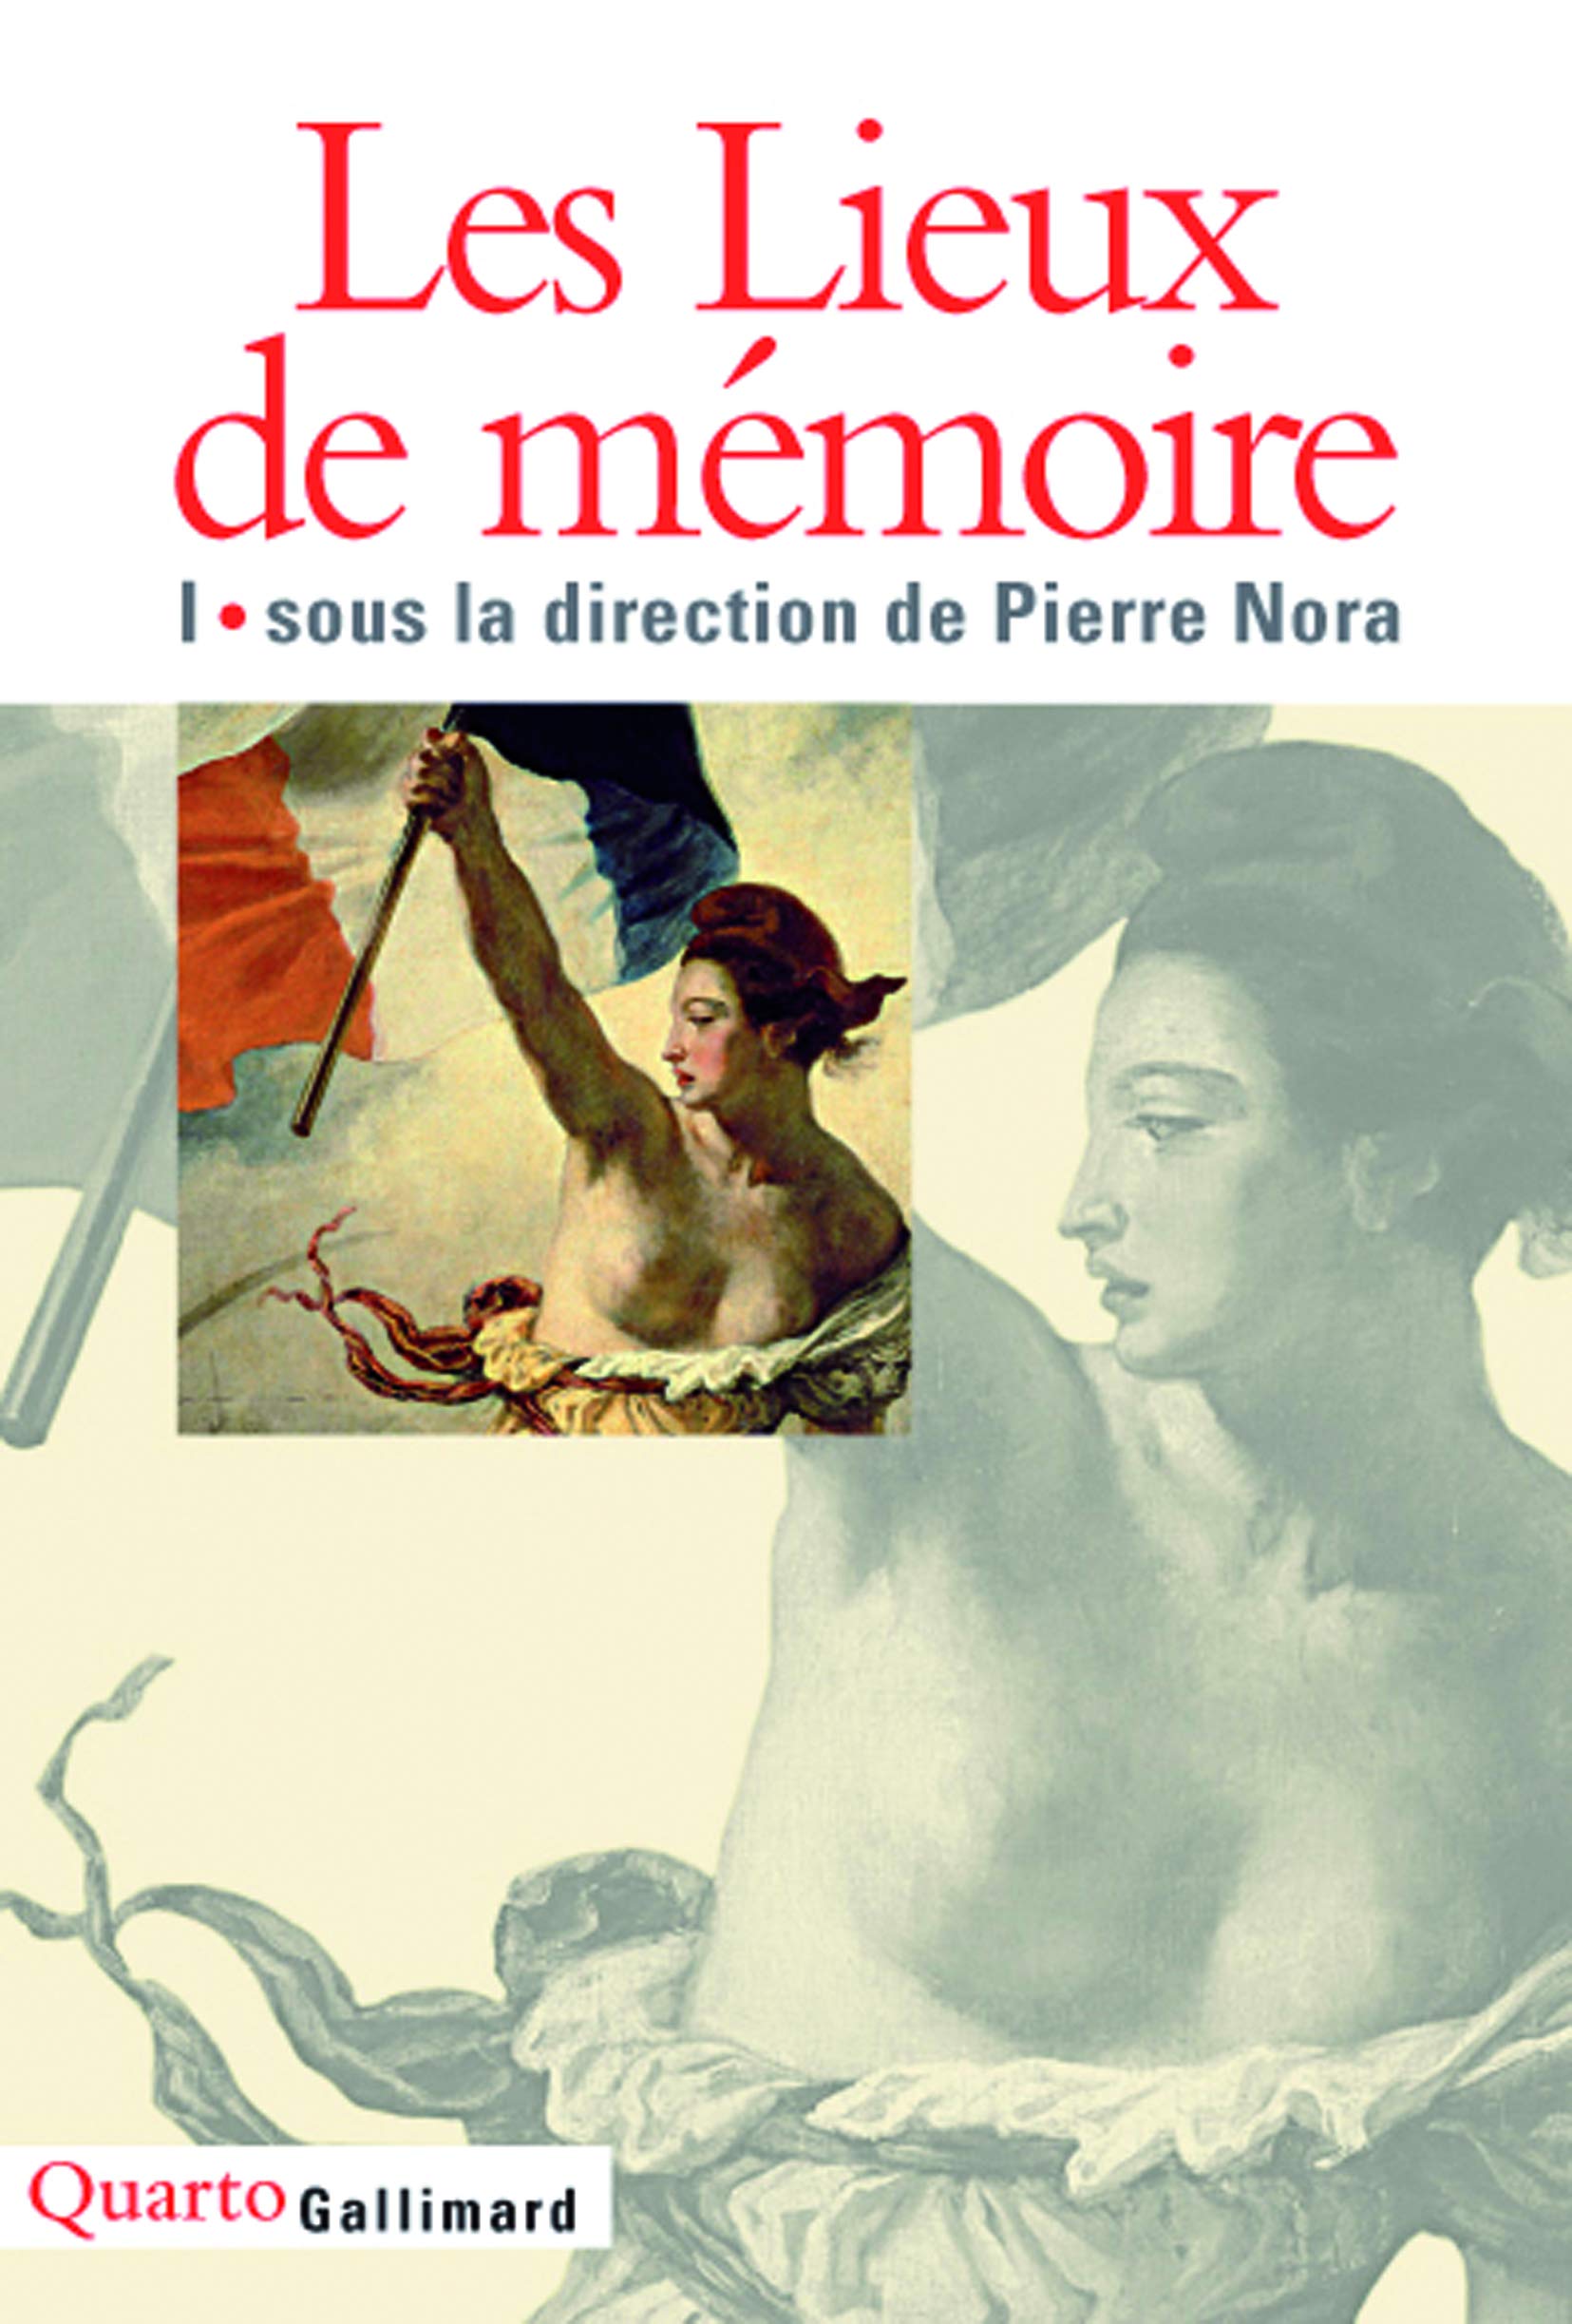 Les Lieux
de mémoire
I • sous la direction de Pierre Nora
Quarto Gallimard